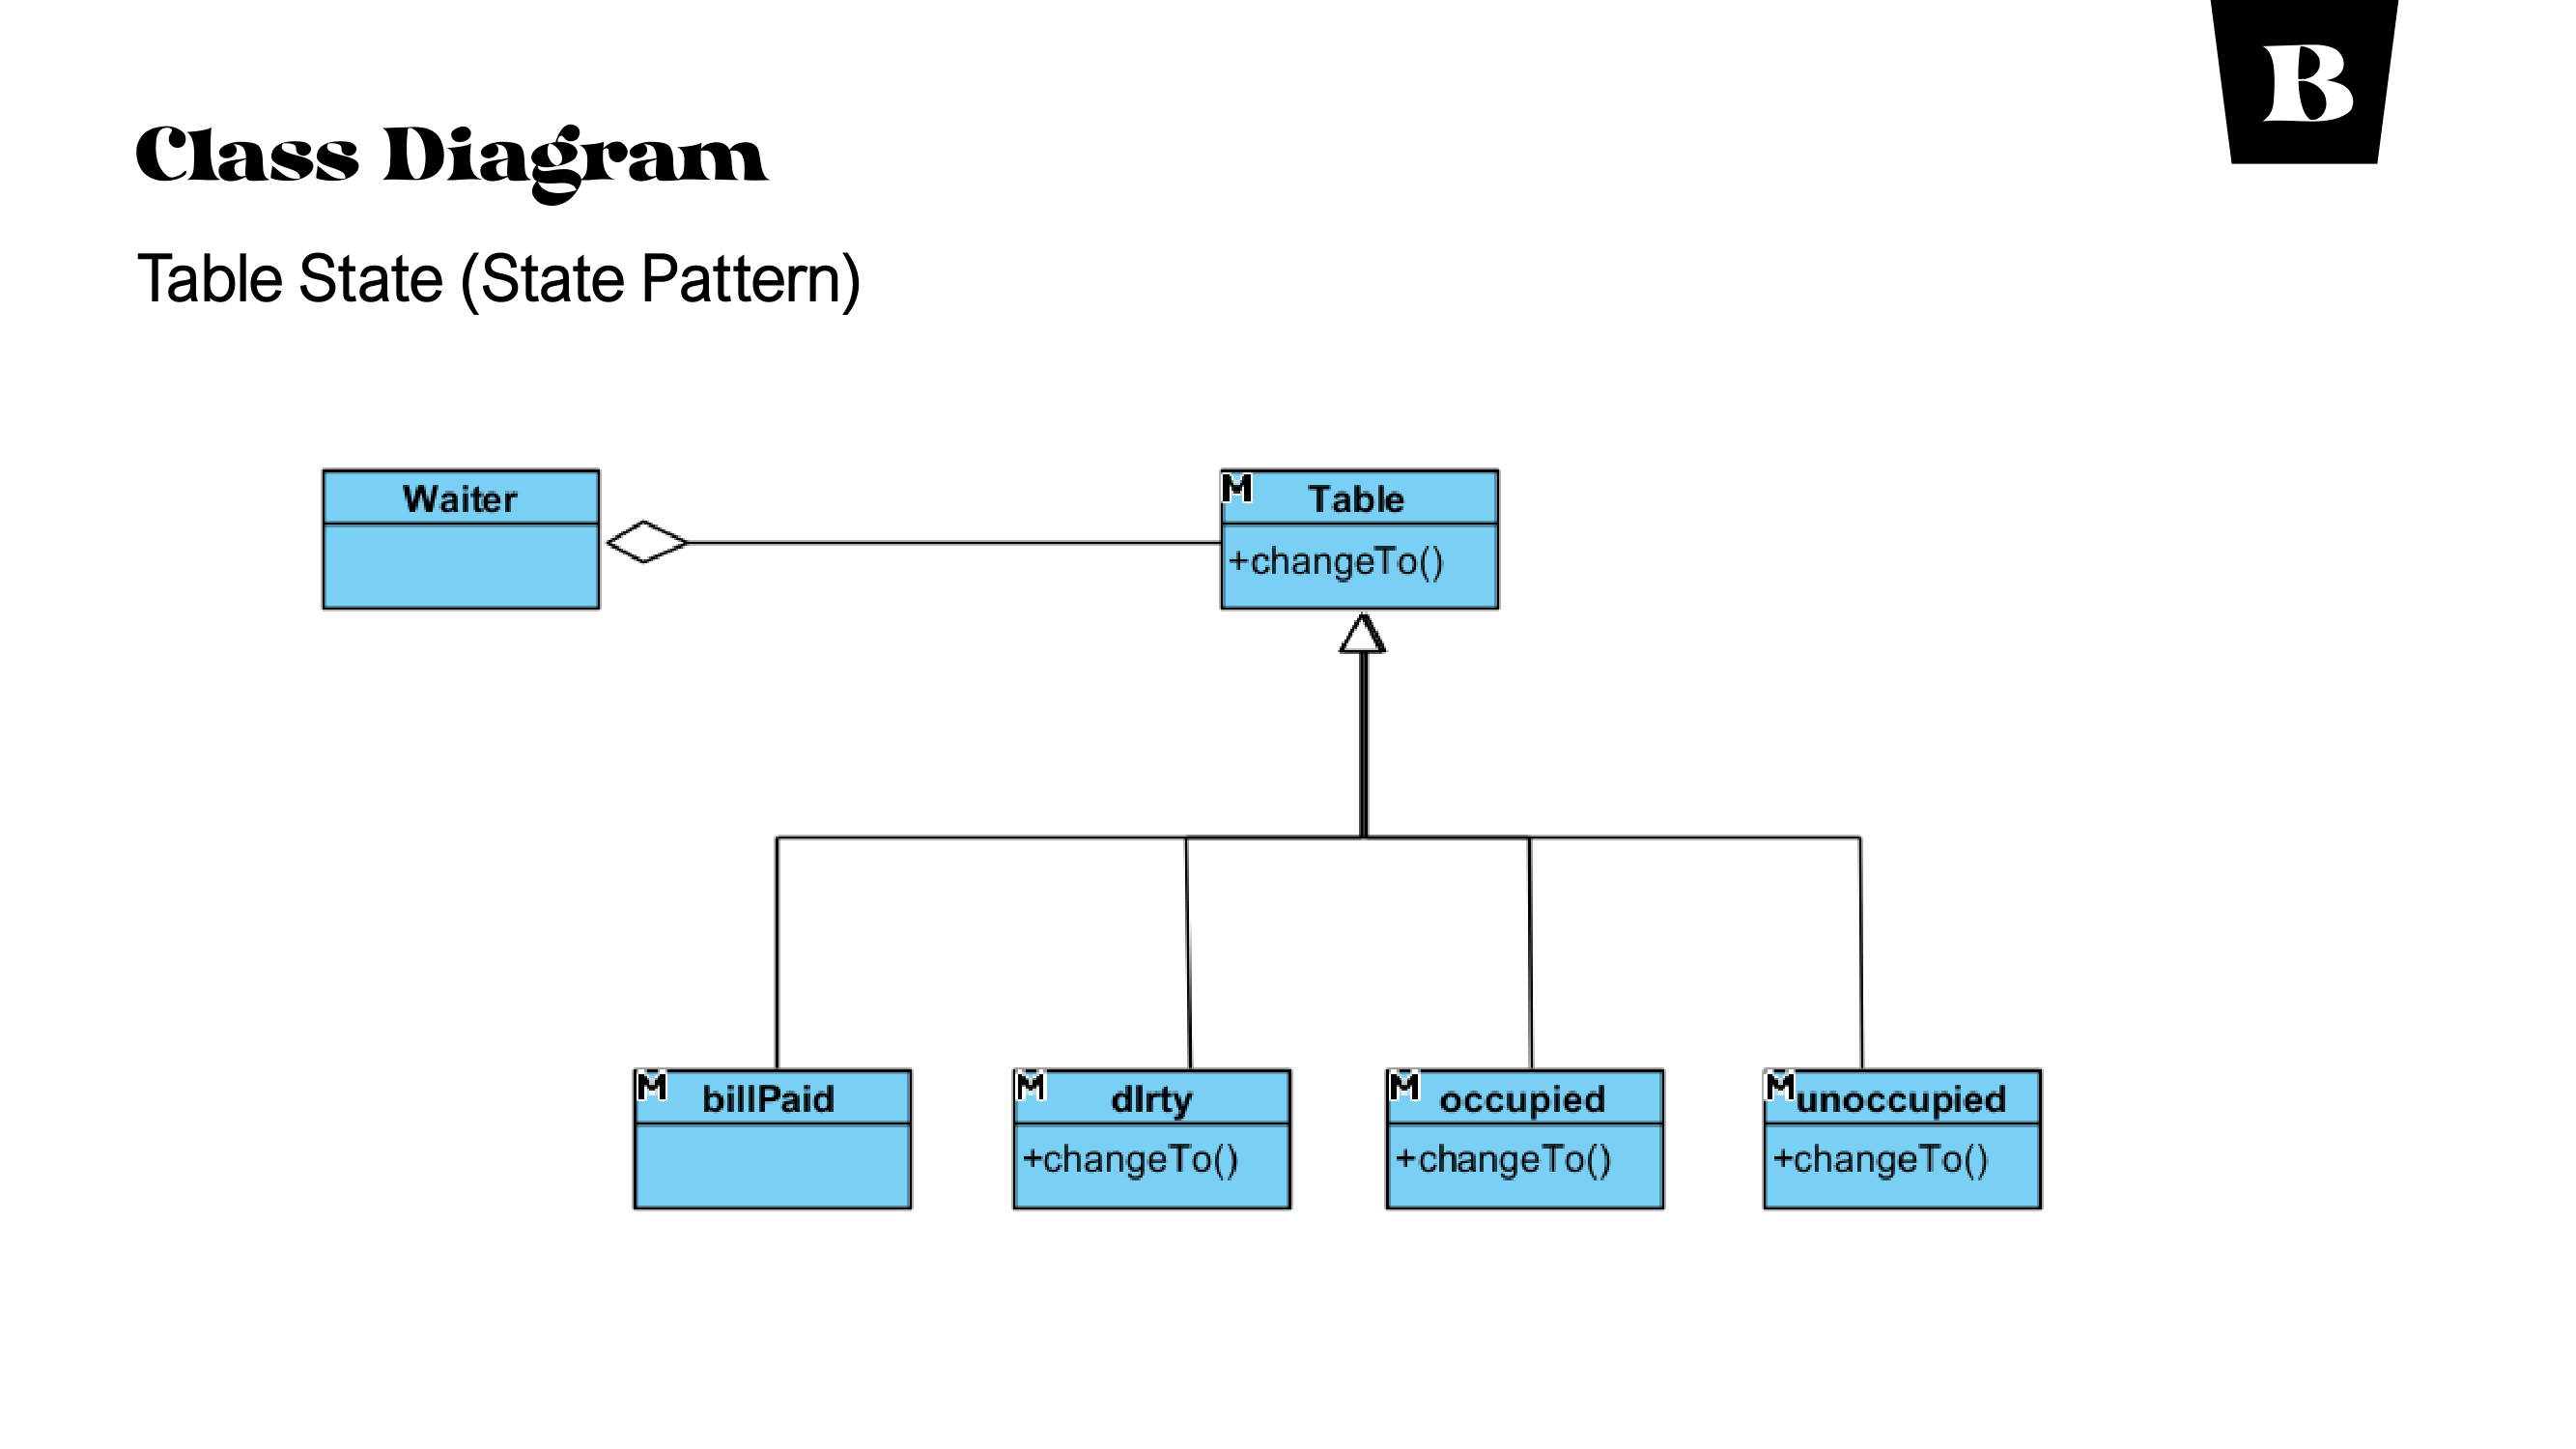 B
Class Diagram
Table State (State Pattern)
Waiter
M Table
+changeTo()
M billPaid
M dIrty
+changeTo()
M occupied
+changeTo()
M unoccupied
+changeTo()